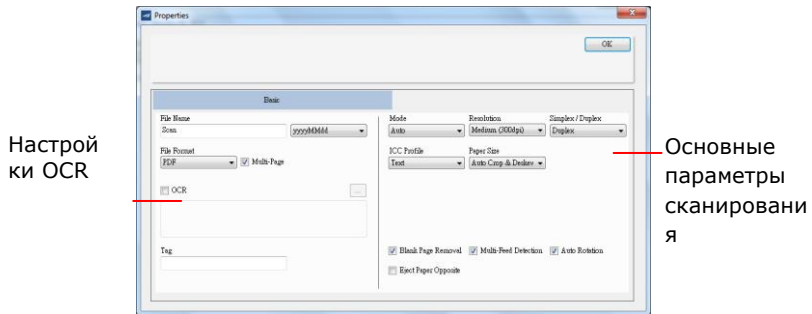 Properties
OK
Basic
File Name
Scan
yyyyMMdd
File Format
PDF
Multi-Page
OCR
...
Tag
Mode
Resolution
Simplex / Duplex
Auto
Medium (300dpi)
Duplex
ICC Profile
Paper Size
Text
Auto Crop & Deskew
Blank Page Removal
Multi-Feed Detection
Auto Rotation
Eject Paper Opposite
Настрой
ки OCR
Основные
параметры
сканировани
я